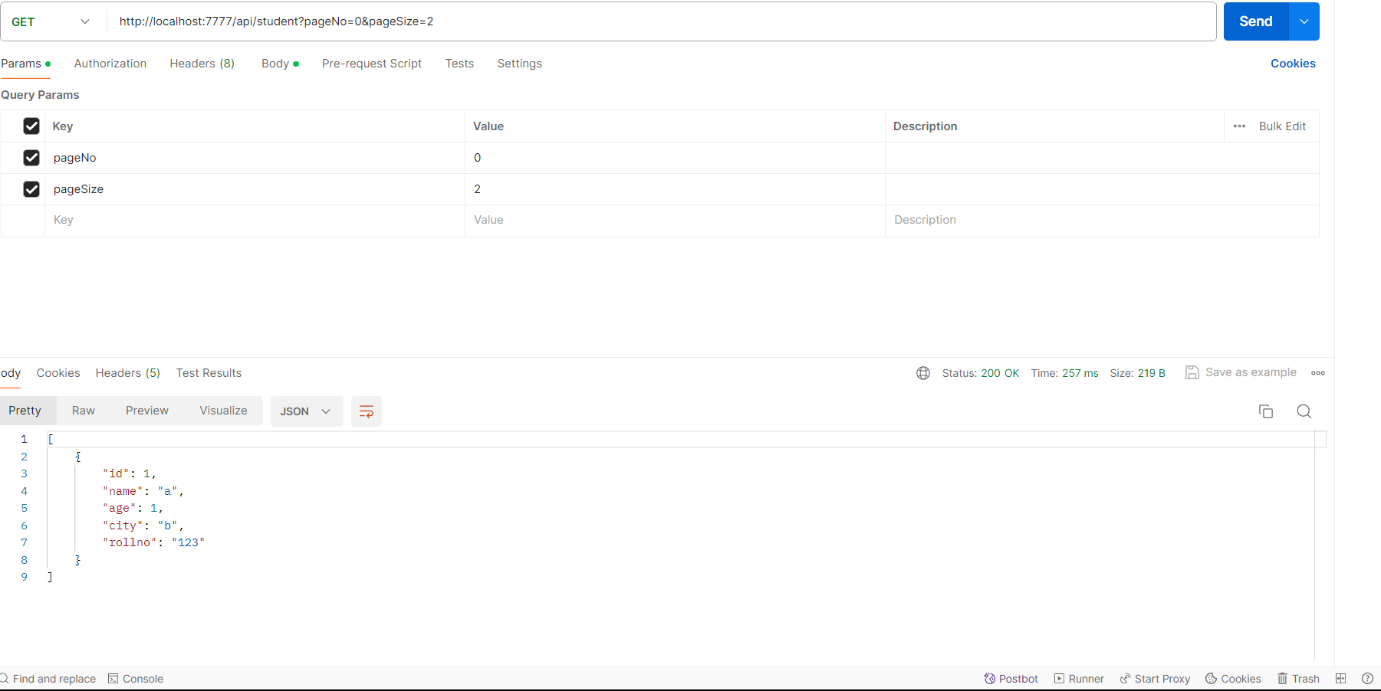 GET http://localhost:7777/api/student?pageNo=0&pageSize=2 Send
Params Authorization Headers (8) Body Pre-request Script Tests Settings Cookies
Query Params
Key Value Description ••• Bulk Edit
pageNo 0
pageSize 2
Key Value Description
ody Cookies Headers (5) Test Results Status: 200 OK Time: 257 ms Size: 219 B Save as example
Pretty Raw Preview Visualize JSON
1 [
2 {
3 "id": 1,
4 "name": "a",
5 "age": 1,
6 "city": "b",
7 "rollno": "123"
8 }
9 ]
Find and replace Console Postbot Runner Start Proxy Cookies Trash